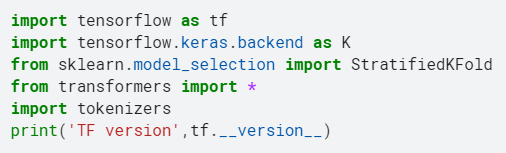 import tensorflow as tf
import tensorflow.keras.backend as K
from sklearn.model_selection import StratifiedKFold
from transformers import *
import tokenizers
print('TF version',tf.__version__)